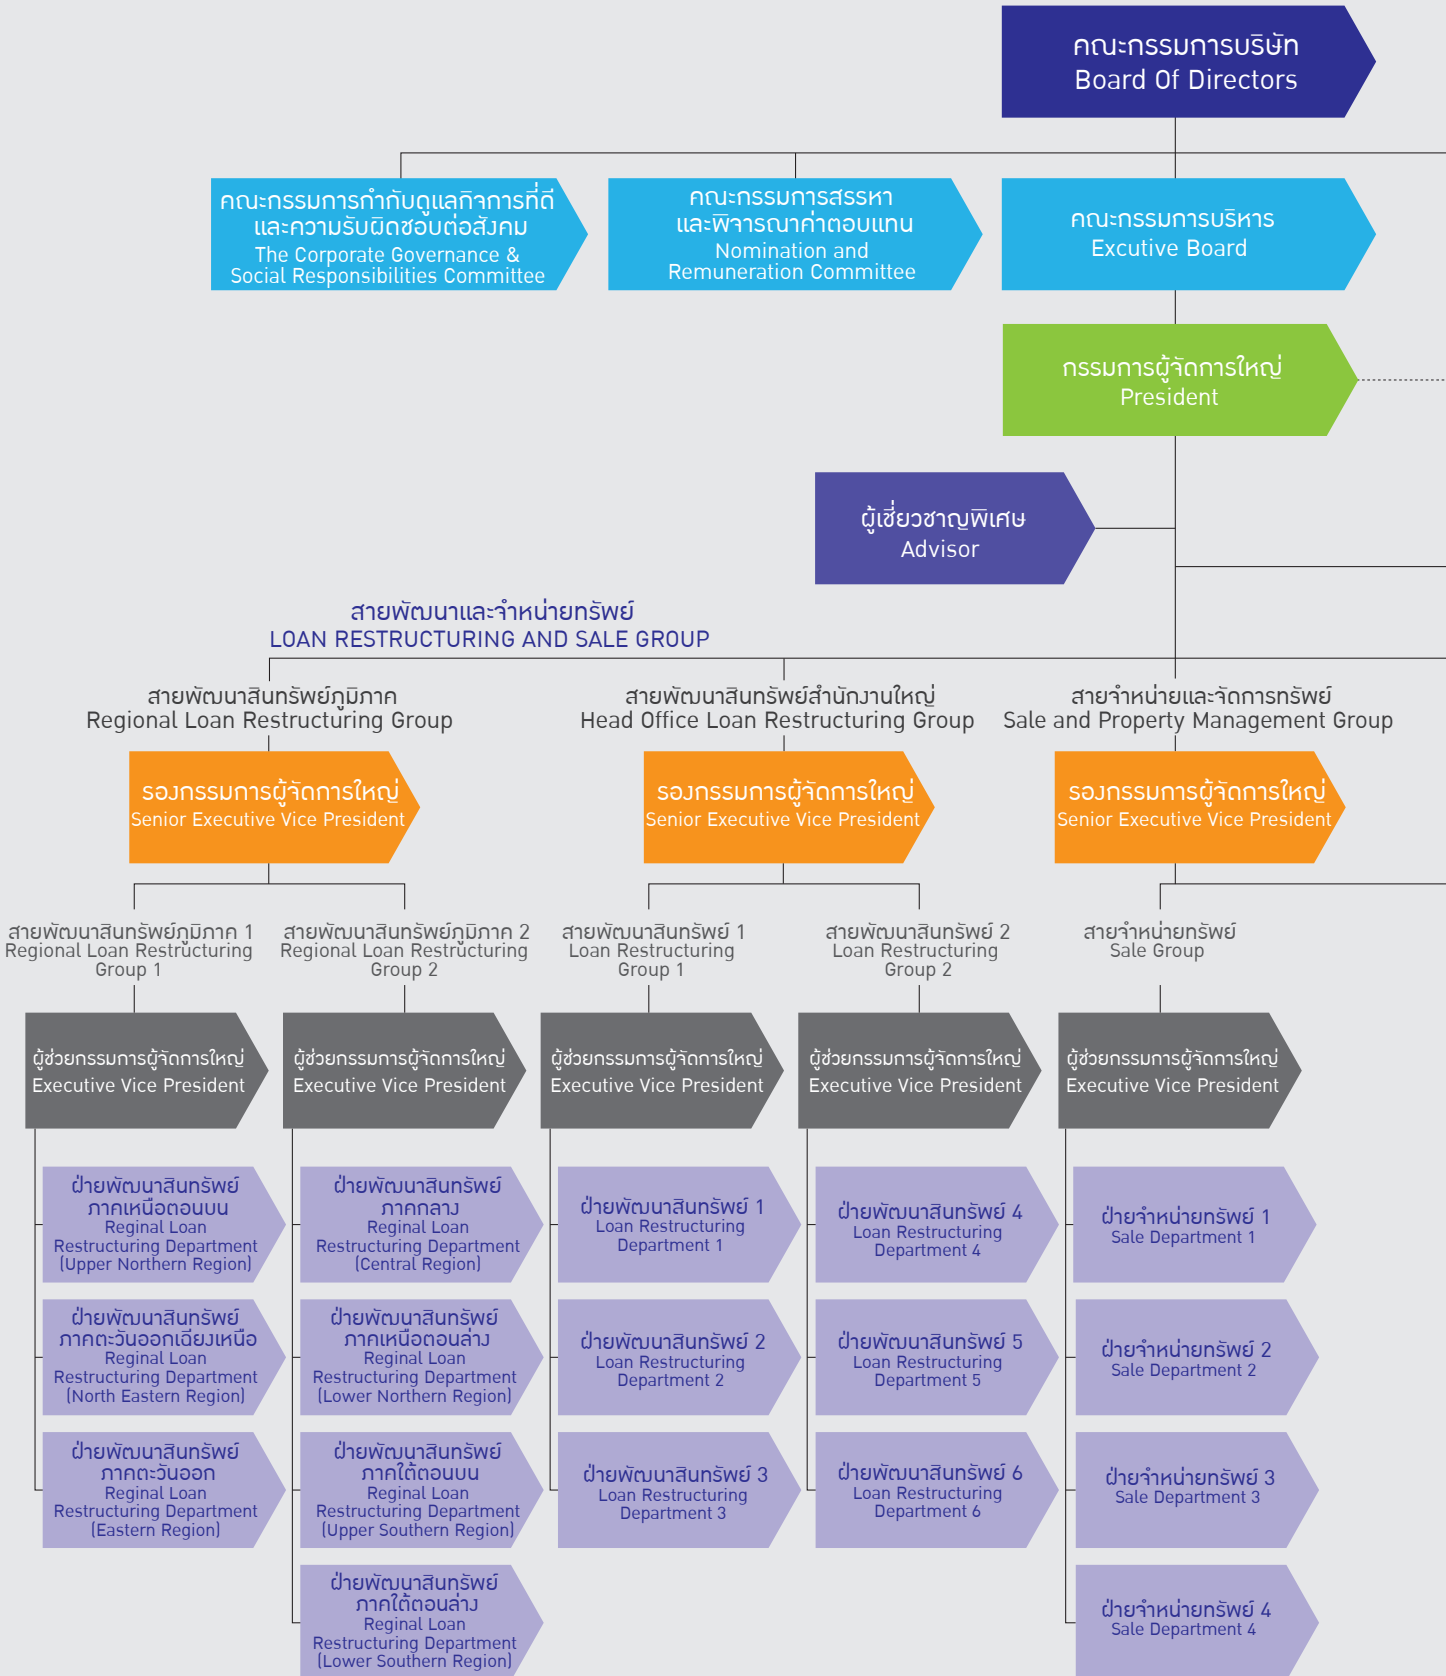 คณะกรรมการบริษัท
Board Of Directors
คณะกรรมการกำกับดูแลกิจการที่ดี
และความรับผิดชอบต่อสังคม
The Corporate Governance &
Social Responsibilities Committee
คณะกรรมการสรรหา
และพิจารณาค่าตอบแทน
Nomination and
Remuneration Committee
คณะกรรมการบริหาร
Excutive Board
กรรมการผู้จัดการใหญ่
President
ผู้เชี่ยวชาญพิเศษ
Advisor
สายพัฒนาและจำหน่ายทรัพย์
LOAN RESTRUCTURING AND SALE GROUP
สายพัฒนาสินทรัพย์ภูมิภาค
Regional Loan Restructuring Group
สายพัฒนาสินทรัพย์สำนักงานใหญ่
Head Office Loan Restructuring Group
สายจำหน่ายและจัดการทรัพย์
Sale and Property Management Group
รองกรรมการผู้จัดการใหญ่
Senior Executive Vice President
รองกรรมการผู้จัดการใหญ่
Senior Executive Vice President
รองกรรมการผู้จัดการใหญ่
Senior Executive Vice President
สายพัฒนาสินทรัพย์ภูมิภาค 1
Regional Loan Restructuring
Group 1
สายพัฒนาสินทรัพย์ภูมิภาค 2
Regional Loan Restructuring
Group 2
สายพัฒนาสินทรัพย์ 1
Loan Restructuring
Group 1
สายพัฒนาสินทรัพย์ 2
Loan Restructuring
Group 2
สายจำหน่ายทรัพย์
Sale Group
ผู้ช่วยกรรมการผู้จัดการใหญ่
Executive Vice President
ผู้ช่วยกรรมการผู้จัดการใหญ่
Executive Vice President
ผู้ช่วยกรรมการผู้จัดการใหญ่
Executive Vice President
ผู้ช่วยกรรมการผู้จัดการใหญ่
Executive Vice President
ผู้ช่วยกรรมการผู้จัดการใหญ่
Executive Vice President
ฝ่ายพัฒนาสินทรัพย์
ภาคเหนือตอนบน
Reginal Loan
Restructuring Department
(Upper Northern Region)
ฝ่ายพัฒนาสินทรัพย์
ภาคกลาง
Reginal Loan
Restructuring Department
(Central Region)
ฝ่ายพัฒนาสินทรัพย์ 1
Loan Restructuring
Department 1
ฝ่ายพัฒนาสินทรัพย์ 4
Loan Restructuring
Department 4
ฝ่ายจำหน่ายทรัพย์ 1
Sale Department 1
ฝ่ายพัฒนาสินทรัพย์
ภาคตะวันออกเฉียงเหนือ
Reginal Loan
Restructuring Department
(North Eastern Region)
ฝ่ายพัฒนาสินทรัพย์
ภาคเหนือตอนล่าง
Reginal Loan
Restructuring Department
(Lower Northern Region)
ฝ่ายพัฒนาสินทรัพย์ 2
Loan Restructuring
Department 2
ฝ่ายพัฒนาสินทรัพย์ 5
Loan Restructuring
Department 5
ฝ่ายจำหน่ายทรัพย์ 2
Sale Department 2
ฝ่ายพัฒนาสินทรัพย์
ภาคตะวันออก
Reginal Loan
Restructuring Department
(Eastern Region)
ฝ่ายพัฒนาสินทรัพย์
ภาคใต้ตอนบน
Reginal Loan
Restructuring Department
(Upper Southern Region)
ฝ่ายพัฒนาสินทรัพย์ 3
Loan Restructuring
Department 3
ฝ่ายพัฒนาสินทรัพย์ 6
Loan Restructuring
Department 6
ฝ่ายจำหน่ายทรัพย์ 3
Sale Department 3
ฝ่ายพัฒนาสินทรัพย์
ภาคใต้ตอนล่าง
Reginal Loan
Restructuring Department
(Lower Southern Region)
ฝ่ายจำหน่ายทรัพย์ 4
Sale Department 4